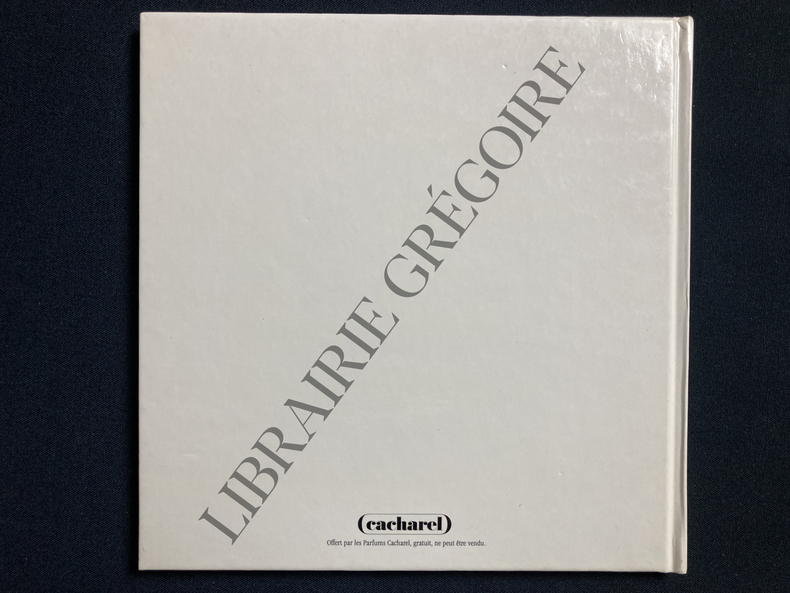 LIBRAIRIE GRÉGOIRE
(cacharel)
Offert par les Parfums Cacharel, gratuit, ne peut être vendu.